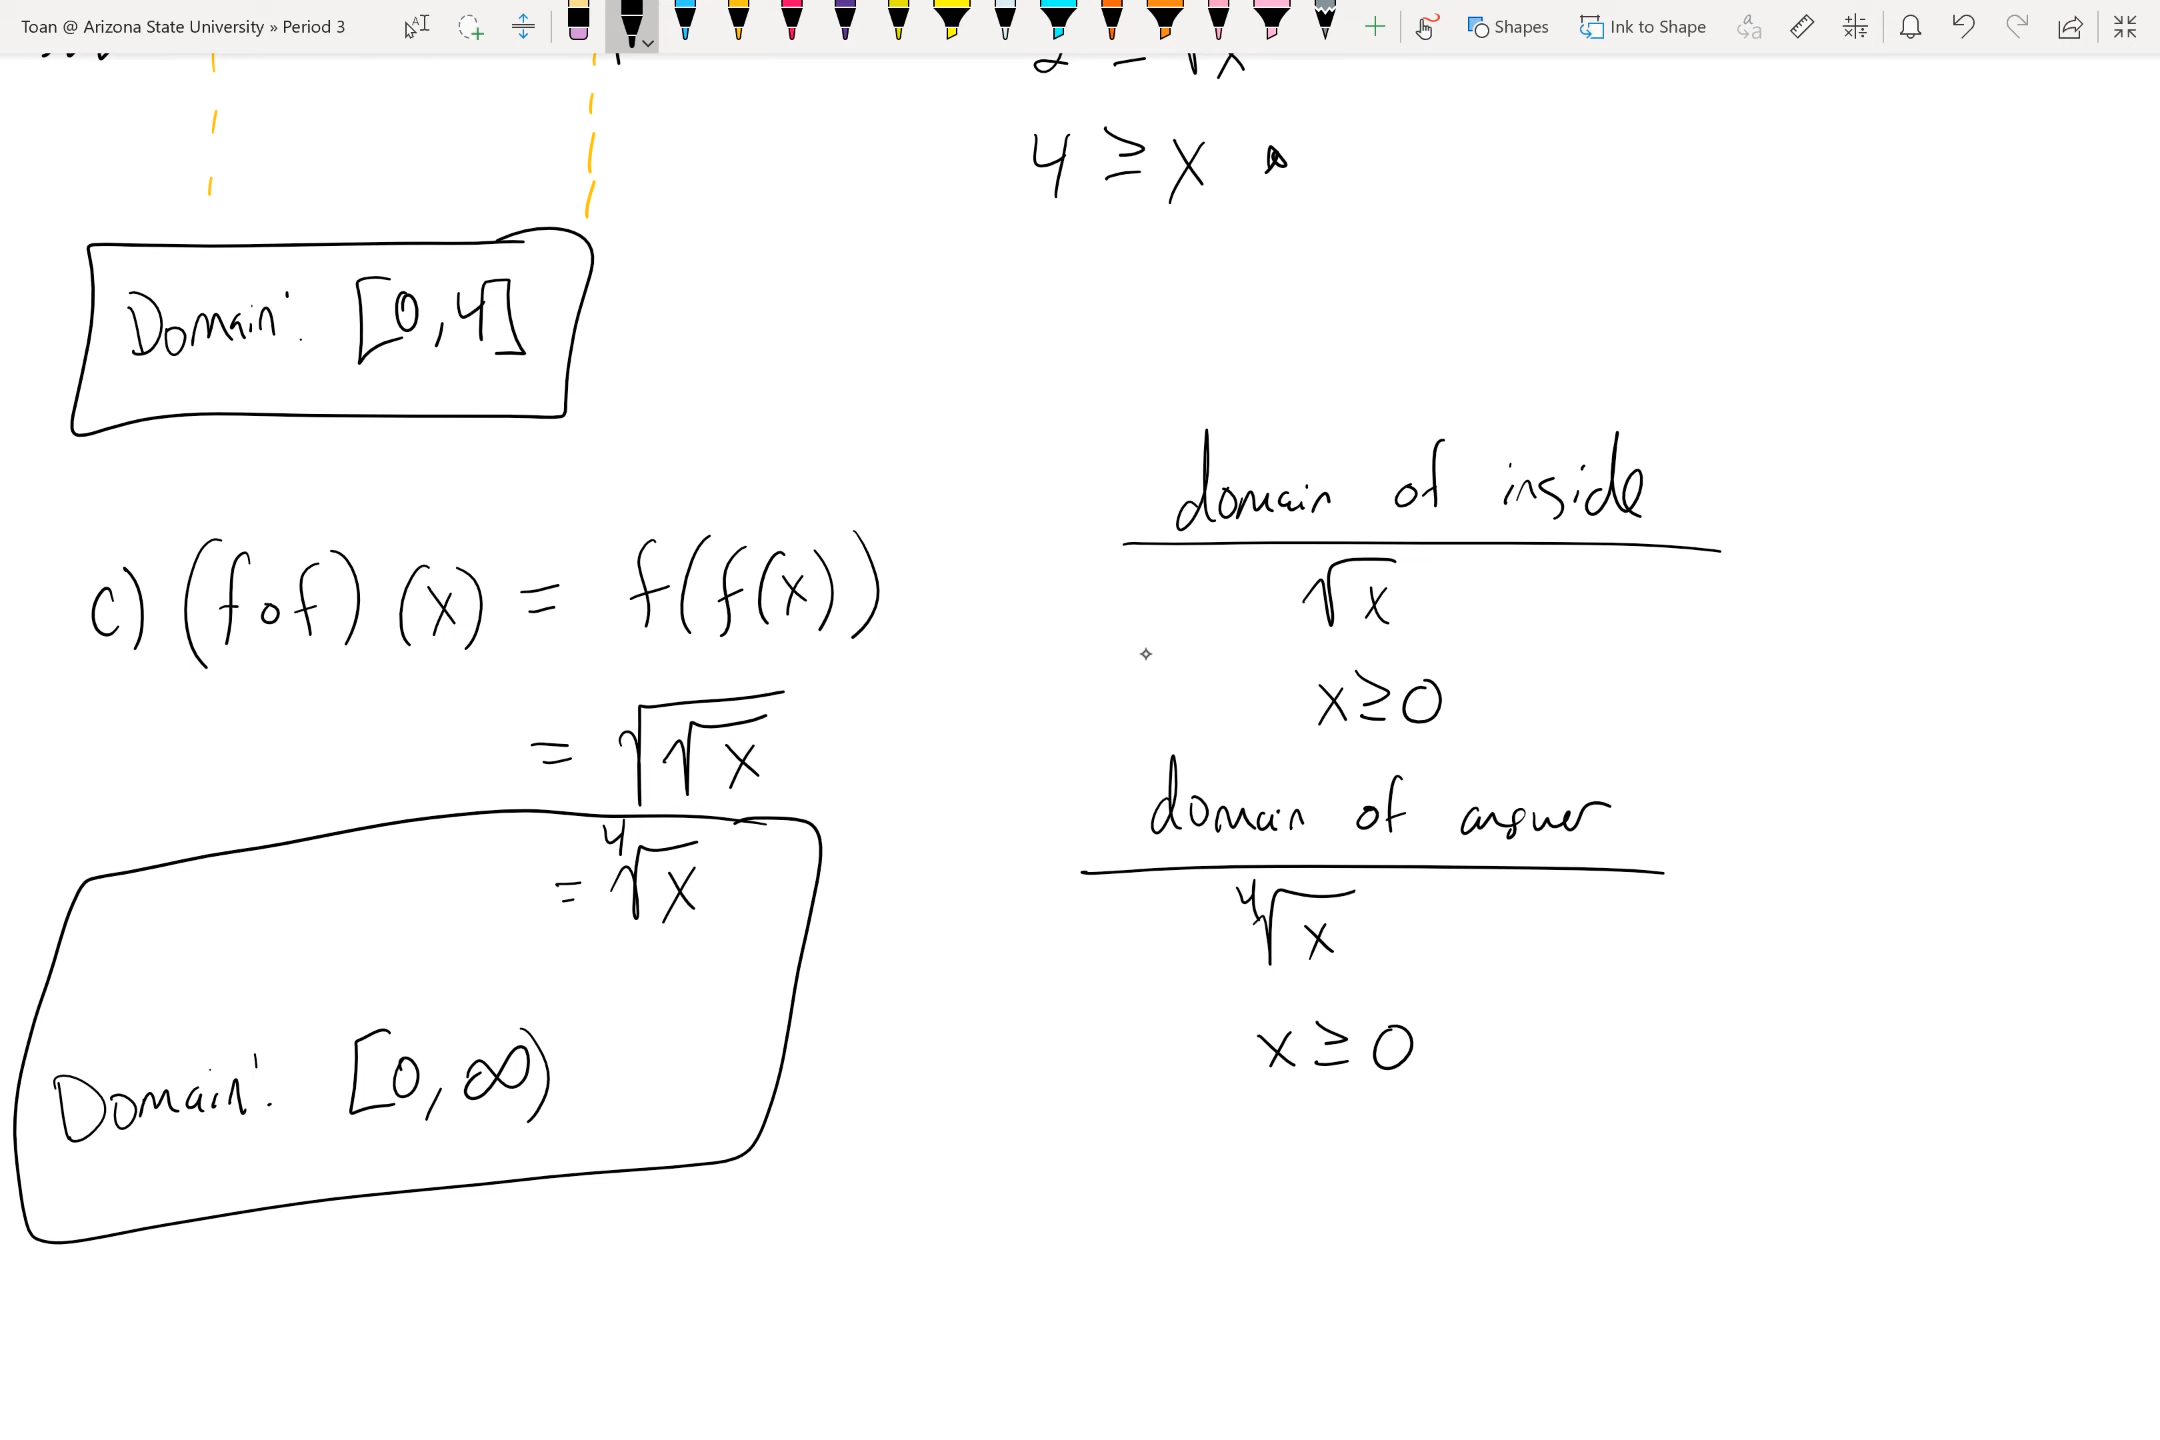 Toan @ Arizona State University » Period 3
Shapes
Ink to Shape
4 ≥ x
Domain: [0,4]
c) (f∘f)(x) = f(f(x))
= √√x
= ⁴√x
Domain: [0, ∞)
domain of inside
√x
x ≥ 0
domain of answer
⁴√x
x ≥ 0